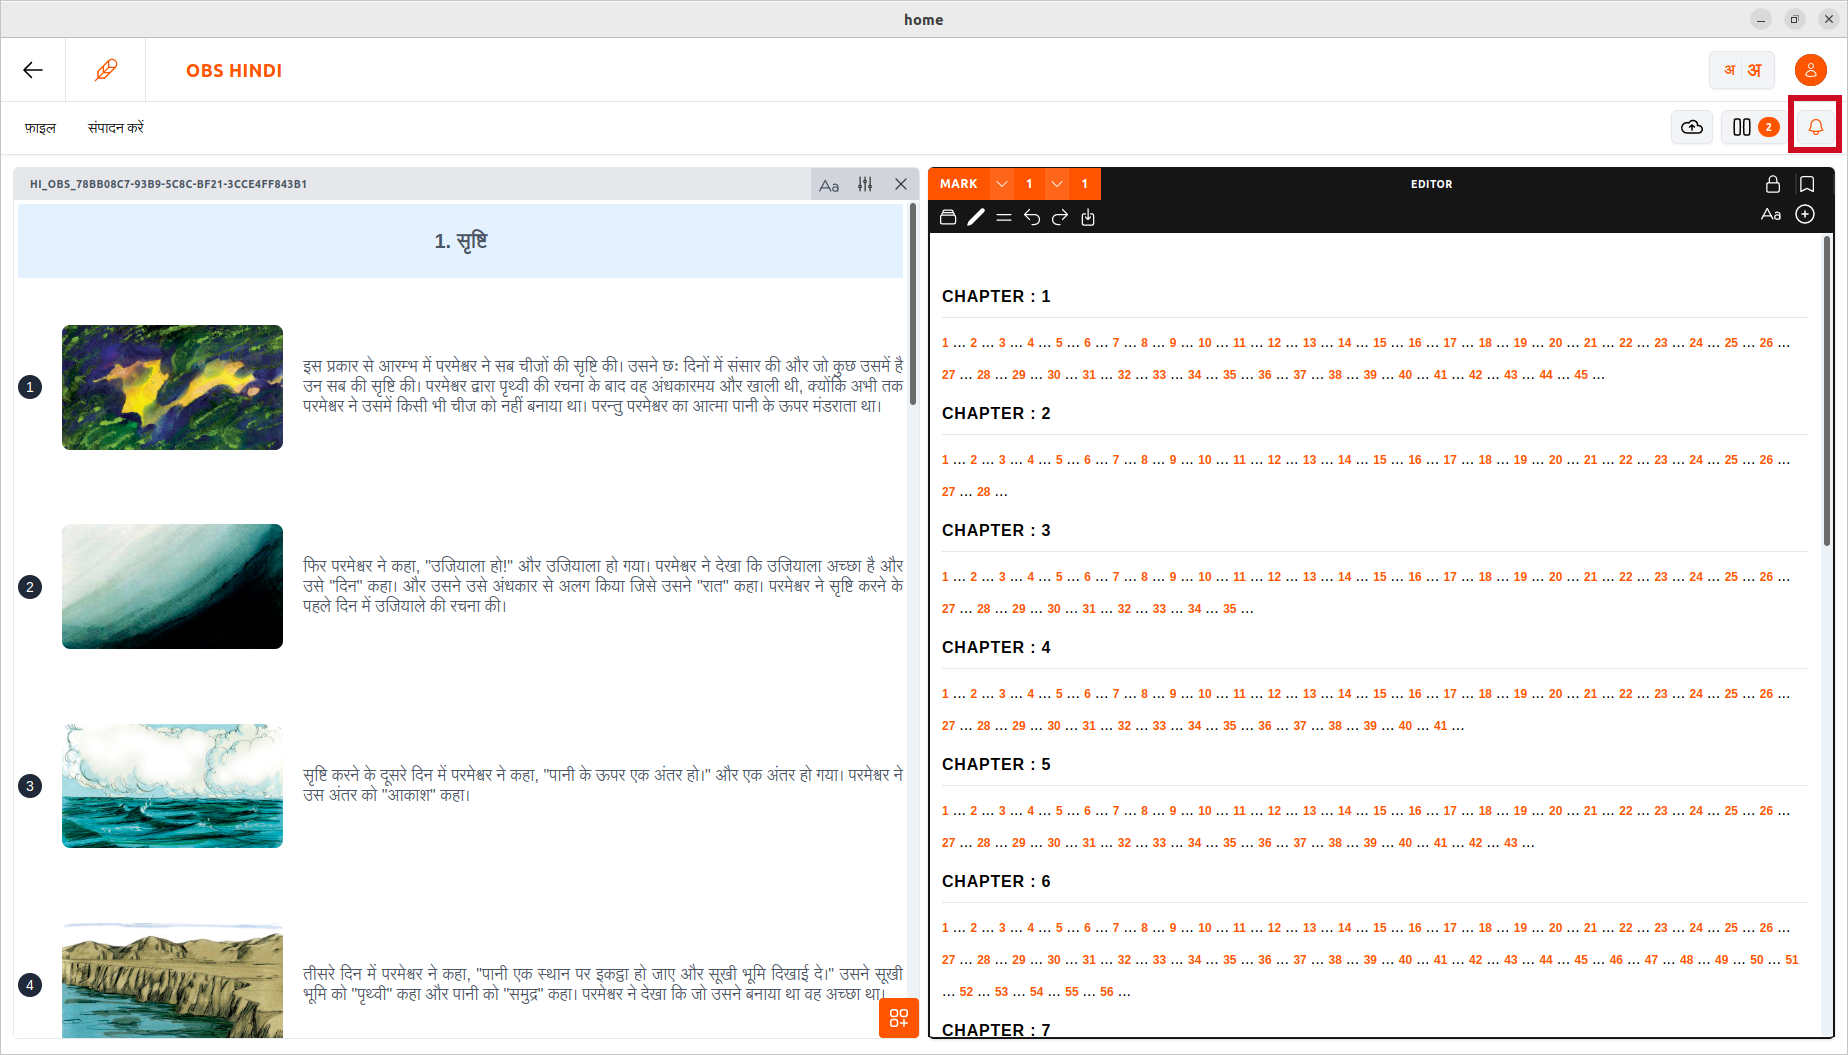 home
OBS HINDI
अ अ
फ़ाइल संपादन करें
2
HI_OBS_78BB08C7-93B9-5C8C-BF21-3CCE4FF843B1
Aa
1. सृष्टि
1
इस प्रकार से आरम्भ में परमेश्वर ने सब चीजों की सृष्टि की। उसने छः दिनों में संसार की और जो कुछ उसमें है
उन सब की सृष्टि की। परमेश्वर द्वारा पृथ्वी की रचना के बाद वह अंधकारमय और खाली थी, क्योंकि अभी तक
परमेश्वर ने उसमें किसी भी चीज को नहीं बनाया था। परन्तु परमेश्वर का आत्मा पानी के ऊपर मंडराता था।
2
फिर परमेश्वर ने कहा, "उजियाला हो!" और उजियाला हो गया। परमेश्वर ने देखा कि उजियाला अच्छा है और
उसे "दिन" कहा। और उसने उसे अंधकार से अलग किया जिसे उसने "रात" कहा। परमेश्वर ने सृष्टि करने के
पहले दिन में उजियाले की रचना की।
3
सृष्टि करने के दूसरे दिन में परमेश्वर ने कहा, "पानी के ऊपर एक अंतर हो।" और एक अंतर हो गया। परमेश्वर ने
उस अंतर को "आकाश" कहा।
4
तीसरे दिन में परमेश्वर ने कहा, "पानी एक स्थान पर इकट्ठा हो जाए और सूखी भूमि दिखाई दे।" उसने सूखी
भूमि को "पृथ्वी" कहा और पानी को "समुद्र" कहा। परमेश्वर ने देखा कि जो उसने बनाया था वह अच्छा था।
MARK 1 1 EDITOR
Aa
CHAPTER : 1
1 ... 2 ... 3 ... 4 ... 5 ... 6 ... 7 ... 8 ... 9 ... 10 ... 11 ... 12 ... 13 ... 14 ... 15 ... 16 ... 17 ... 18 ... 19 ... 20 ... 21 ... 22 ... 23 ... 24 ... 25 ... 26 ...
27 ... 28 ... 29 ... 30 ... 31 ... 32 ... 33 ... 34 ... 35 ... 36 ... 37 ... 38 ... 39 ... 40 ... 41 ... 42 ... 43 ... 44 ... 45 ...
CHAPTER : 2
1 ... 2 ... 3 ... 4 ... 5 ... 6 ... 7 ... 8 ... 9 ... 10 ... 11 ... 12 ... 13 ... 14 ... 15 ... 16 ... 17 ... 18 ... 19 ... 20 ... 21 ... 22 ... 23 ... 24 ... 25 ... 26 ...
27 ... 28 ...
CHAPTER : 3
1 ... 2 ... 3 ... 4 ... 5 ... 6 ... 7 ... 8 ... 9 ... 10 ... 11 ... 12 ... 13 ... 14 ... 15 ... 16 ... 17 ... 18 ... 19 ... 20 ... 21 ... 22 ... 23 ... 24 ... 25 ... 26 ...
27 ... 28 ... 29 ... 30 ... 31 ... 32 ... 33 ... 34 ... 35 ...
CHAPTER : 4
1 ... 2 ... 3 ... 4 ... 5 ... 6 ... 7 ... 8 ... 9 ... 10 ... 11 ... 12 ... 13 ... 14 ... 15 ... 16 ... 17 ... 18 ... 19 ... 20 ... 21 ... 22 ... 23 ... 24 ... 25 ... 26 ...
27 ... 28 ... 29 ... 30 ... 31 ... 32 ... 33 ... 34 ... 35 ... 36 ... 37 ... 38 ... 39 ... 40 ... 41 ...
CHAPTER : 5
1 ... 2 ... 3 ... 4 ... 5 ... 6 ... 7 ... 8 ... 9 ... 10 ... 11 ... 12 ... 13 ... 14 ... 15 ... 16 ... 17 ... 18 ... 19 ... 20 ... 21 ... 22 ... 23 ... 24 ... 25 ... 26 ...
27 ... 28 ... 29 ... 30 ... 31 ... 32 ... 33 ... 34 ... 35 ... 36 ... 37 ... 38 ... 39 ... 40 ... 41 ... 42 ... 43 ...
CHAPTER : 6
1 ... 2 ... 3 ... 4 ... 5 ... 6 ... 7 ... 8 ... 9 ... 10 ... 11 ... 12 ... 13 ... 14 ... 15 ... 16 ... 17 ... 18 ... 19 ... 20 ... 21 ... 22 ... 23 ... 24 ... 25 ... 26 ...
27 ... 28 ... 29 ... 30 ... 31 ... 32 ... 33 ... 34 ... 35 ... 36 ... 37 ... 38 ... 39 ... 40 ... 41 ... 42 ... 43 ... 44 ... 45 ... 46 ... 47 ... 48 ... 49 ... 50 ... 51
... 52 ... 53 ... 54 ... 55 ... 56 ...
CHAPTER : 7